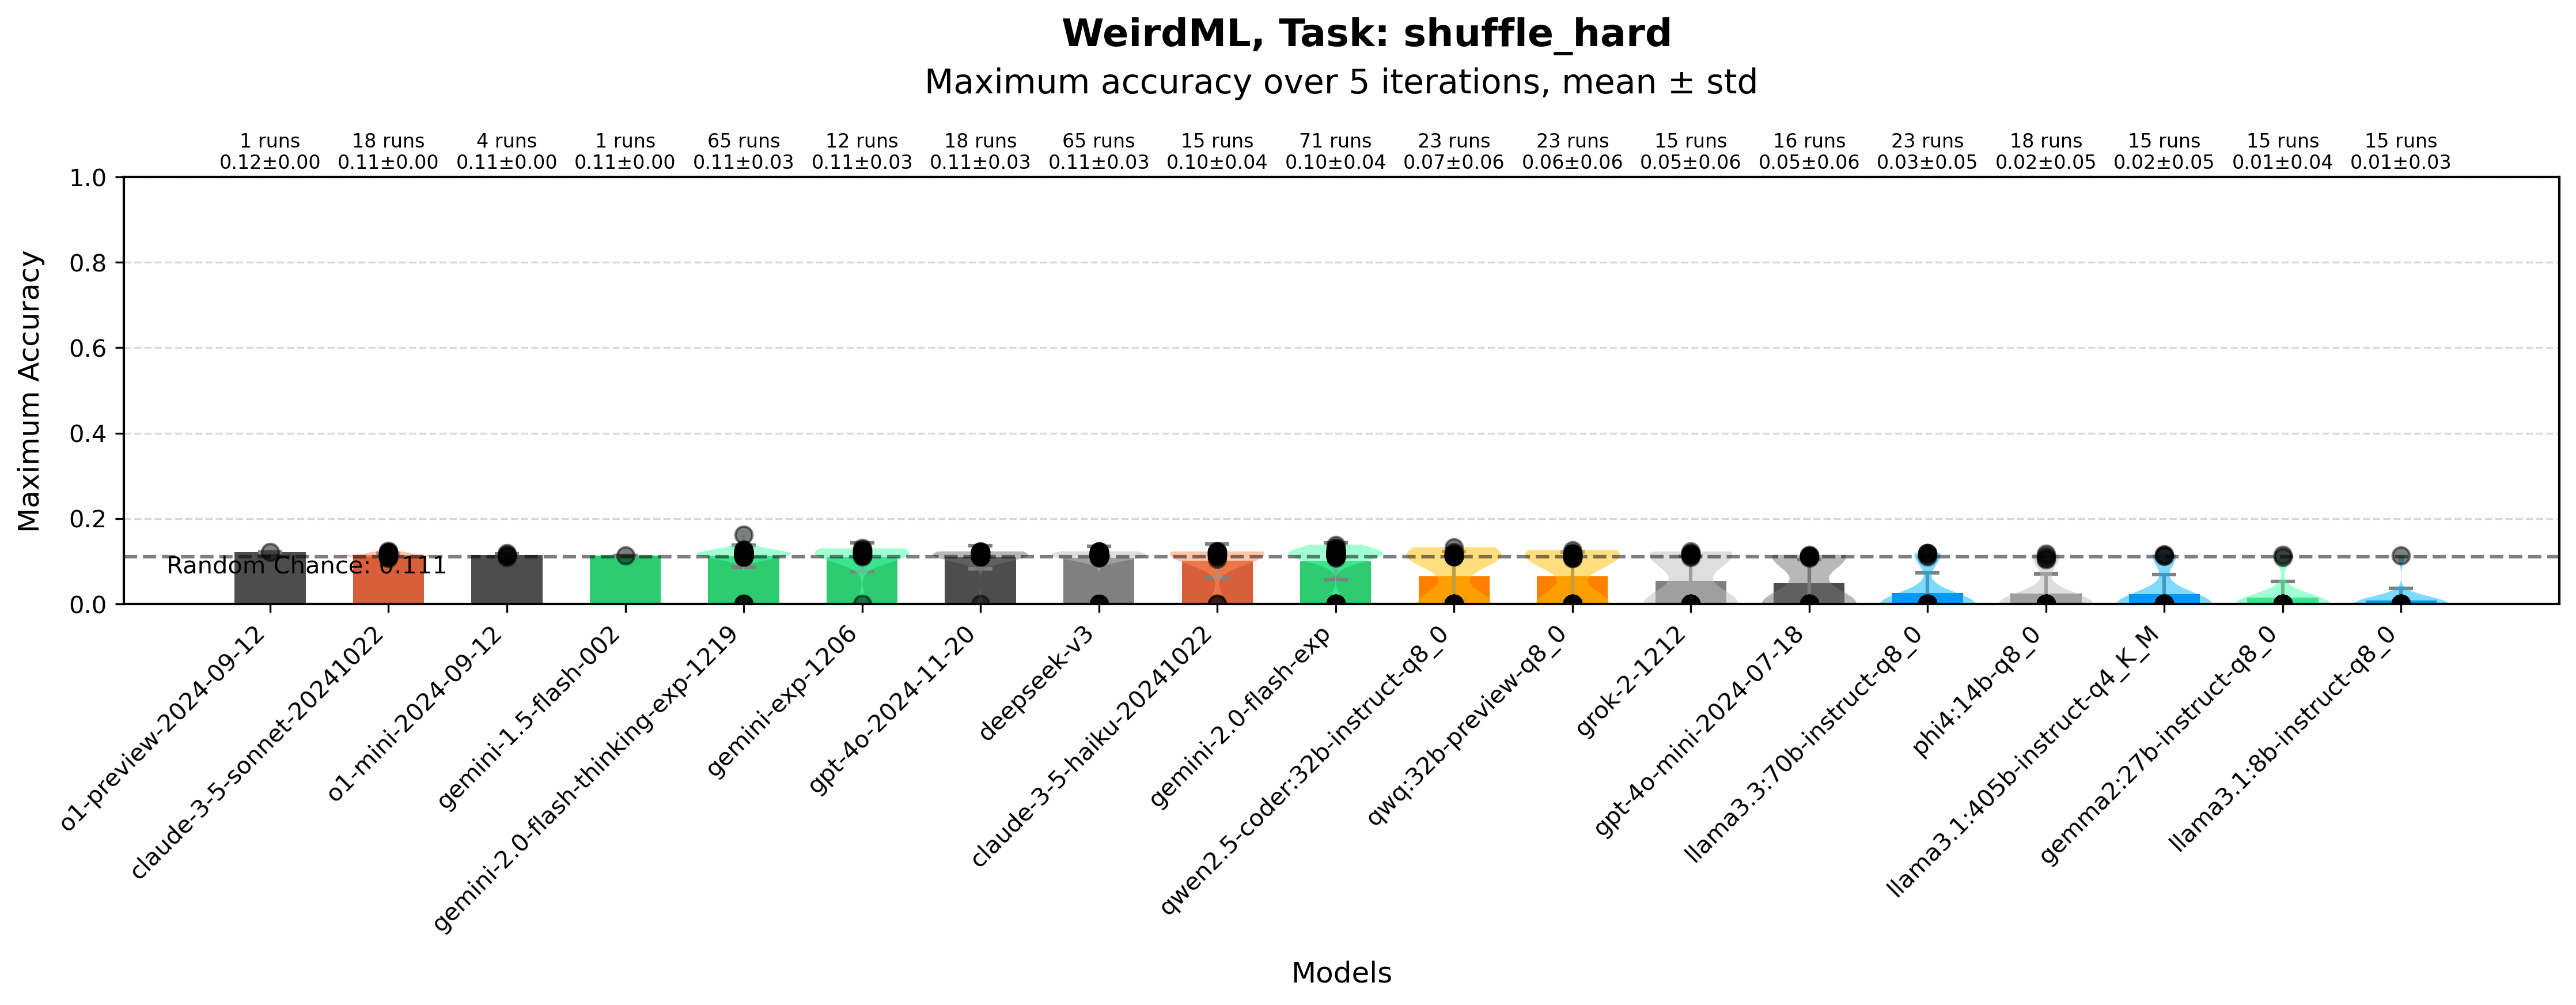 WeirdML, Task: shuffle_hard
Maximum accuracy over 5 iterations, mean ± std
1 runs 18 runs 4 runs 1 runs 65 runs 12 runs 18 runs 65 runs 15 runs 71 runs 23 runs 23 runs 15 runs 16 runs 23 runs 18 runs 15 runs 15 runs 15 runs
0.12±0.00 0.11±0.00 0.11±0.00 0.11±0.00 0.11±0.03 0.11±0.03 0.11±0.03 0.11±0.03 0.10±0.04 0.10±0.04 0.07±0.06 0.06±0.06 0.05±0.06 0.05±0.06 0.03±0.05 0.02±0.05 0.02±0.05 0.01±0.04 0.01±0.03
Maximum Accuracy
1.0
0.8
0.6
0.4
0.2
0.0
Random Chance: 0.111
o1-preview-2024-09-12
claude-3-5-sonnet-20241022
o1-mini-2024-09-12
gemini-1.5-flash-002
gemini-2.0-flash-thinking-exp-1219
gemini-exp-1206
gpt-4o-2024-11-20
deepseek-v3
claude-3-5-haiku-20241022
gemini-2.0-flash-exp
qwen2.5-coder:32b-instruct-q8_0
qwq:32b-preview-q8_0
grok-2-1212
gpt-4o-mini-2024-07-18
llama3.3:70b-instruct-q8_0
phi4:14b-q8_0
llama3.1:405b-instruct-q4_K_M
gemma2:27b-instruct-q8_0
llama3.1:8b-instruct-q8_0
Models